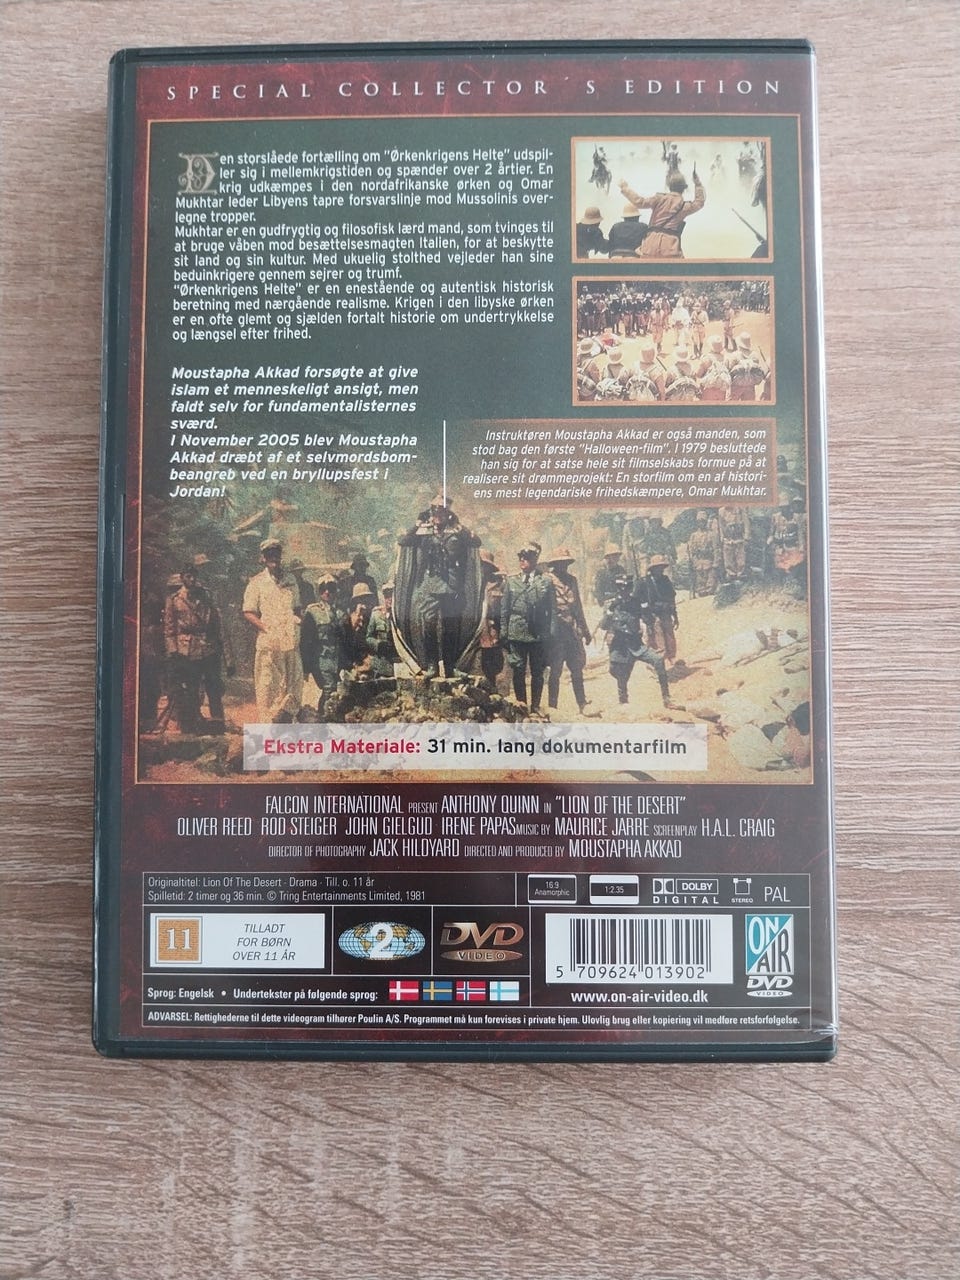 SPECIAL COLLECTOR´S EDITION
Den storslåede fortælling om "Ørkenkrigens Helte" udspil-
ler sig i mellemkrigstiden og spænder over 2 årtier. En
krig udkæmpes i den nordafrikanske ørken og Omar
Mukhtar leder Libyens tapre forsvarslinje mod Mussolinis over-
legne tropper.
Mukhtar er en gudfrygtig og filosofisk lærd mand, som tvinges til
at bruge våben mod besættelsesmagten Italien, for at beskytte
sit land og sin kultur. Med ukuelig stolthed vejleder han sine
beduinkrigere gennem sejrer og trumf.
"Ørkenkrigens Helte" er en enestående og autentisk historisk
beretning med nærgående realisme. Krigen i den libyske ørken
er en ofte glemt og sjælden fortalt historie om undertrykkelse
og længsel efter frihed.
Moustapha Akkad forsøgte at give
islam et menneskeligt ansigt, men
faldt selv for fundamentalisternes
sværd.
I November 2005 blev Moustapha
Akkad dræbt af et selvmordsbom-
beangreb ved en bryllupsfest i
Jordan!
Instruktøren Moustapha Akkad er også manden, som
stod bag den første "Halloween-film". I 1979 besluttede
han sig for at satse hele sit filmselskabs formue på at
realisere sit drømmeprojekt: En storfilm om en af histori-
ens mest legendariske frihedskæmpere, Omar Mukhtar.
Ekstra Materiale: 31 min. lang dokumentarfilm
FALCON INTERNATIONAL PRESENT ANTHONY QUINN IN "LION OF THE DESERT"
OLIVER REED ROD STEIGER JOHN GIELGUD IRENE PAPAS MUSIC BY MAURICE JARRE SCREENPLAY H.A.L. CRAIG
DIRECTOR OF PHOTOGRAPHY JACK HILDYARD DIRECTED AND PRODUCED BY MOUSTAPHA AKKAD
Originaltitel: Lion Of The Desert · Drama · Till. o. 11 år
Spilletid: 2 timer og 36 min. © Tring Entertainments Limited, 1981
16:9
Anamorphic
1:2.35
DOLBY
DIGITAL
STEREO
PAL
11
TILLADT
FOR BØRN
OVER 11 ÅR
2
DVD
VIDEO
5 709624 013902
ON
AIR
DVD
VIDEO
Sprog: Engelsk • Undertekster på følgende sprog:
www.on-air-video.dk
ADVARSEL: Rettighederne til dette videogram tilhører Poulin A/S. Programmet må kun forevises i private hjem. Ulovlig brug eller kopiering vil medføre retsforfølgelse.